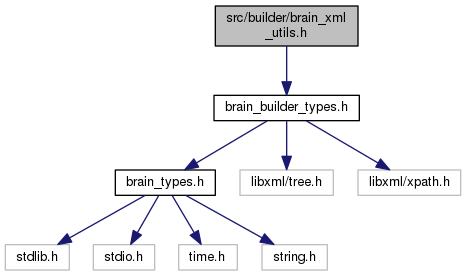 src/builder/brain_xml
_utils.h
brain_builder_types.h
brain_types.h
libxml/tree.h
libxml/xpath.h
stdlib.h
stdio.h
time.h
string.h